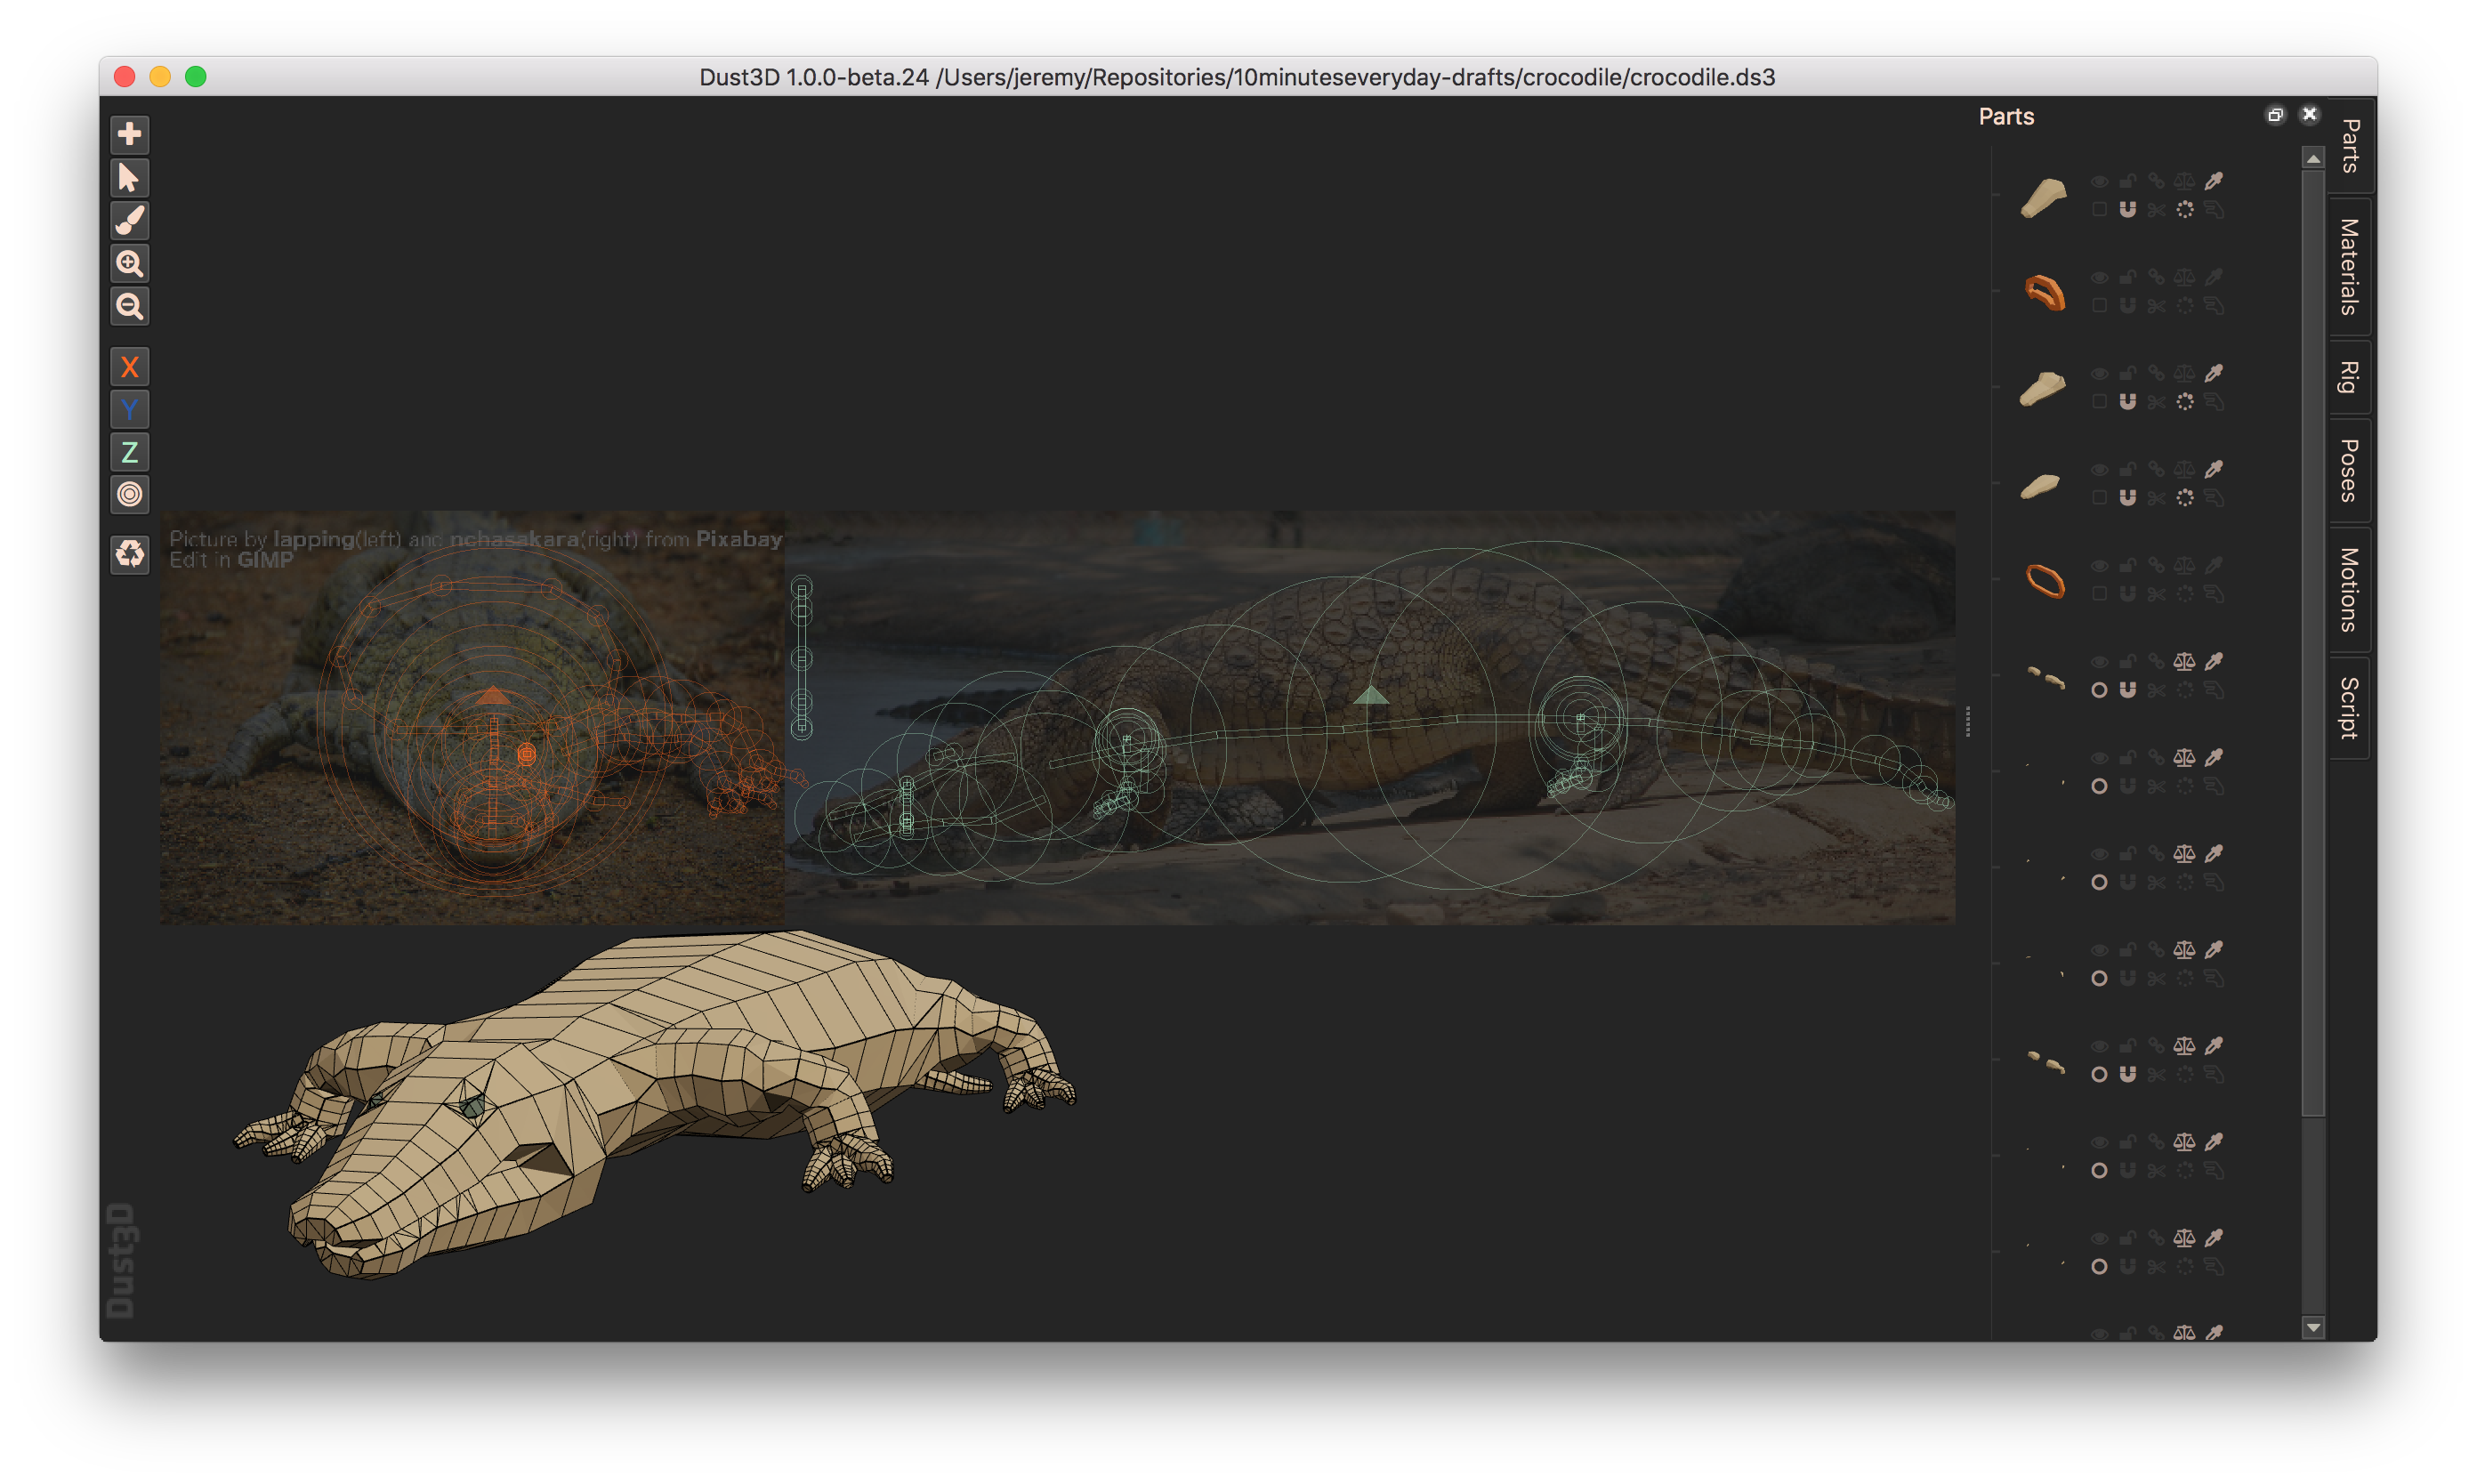 Dust3D 1.0.0-beta.24 /Users/jeremy/Repositories/10minuteseveryday-drafts/crocodile/crocodile.ds3
Parts
X
Y
Z
Picture by lapping(left) and nchasakara(right) from Pixabay
Edit in GIMP
Parts
Materials
Rig
Poses
Motions
Script
Dust3D